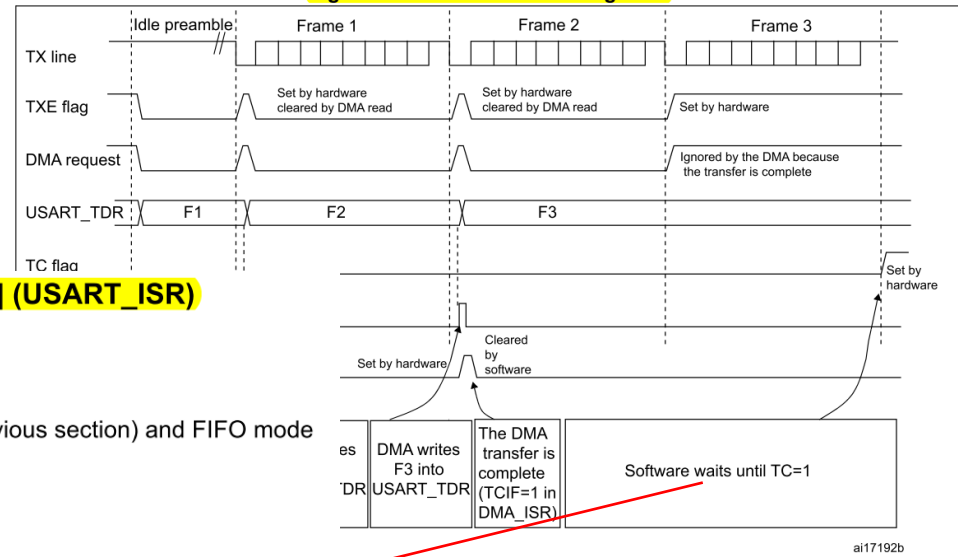 Idle preamble
Frame 1
Frame 2
Frame 3
TX line
TXE flag
Set by hardware
cleared by DMA read
Set by hardware
cleared by DMA read
Set by hardware
DMA request
Ignored by the DMA because
the transfer is complete
USART_TDR
F1
F2
F3
TC flag
Set by
hardware
(USART_ISR)
Set by hardware
Cleared
by
software
vious section) and FIFO mode
es
TDR
DMA writes
F3 into
USART_TDR
The DMA
transfer is
complete
(TCIF=1 in
DMA_ISR)
Software waits until TC=1
ai17192b